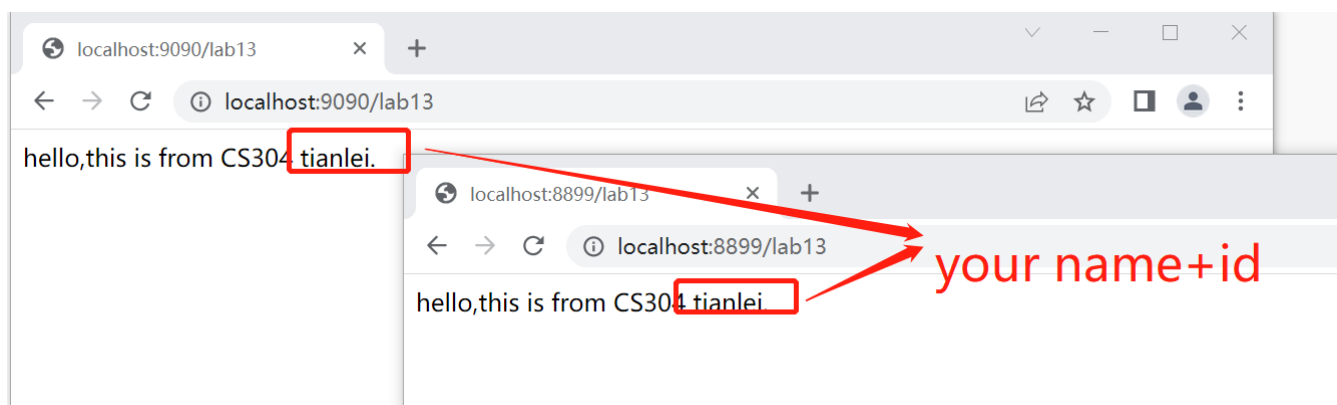 localhost:9090/lab13
localhost:9090/lab13
hello,this is from CS304 tianlei.
localhost:8899/lab13
localhost:8899/lab13
hello,this is from CS304 tianlei.
your name+id